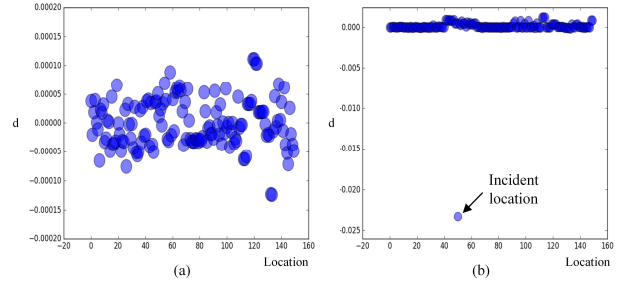 0.00020
0.00015
0.00010
0.00005
d
0.00000
−0.00005
−0.00010
−0.00015
−0.00020
−20 0 20 40 60 80 100 120 140 160
Location
(a)
0.000
−0.005
d
−0.010
−0.015
−0.020
−0.025
Incident
location
−20 0 20 40 60 80 100 120 140 160
Location
(b)